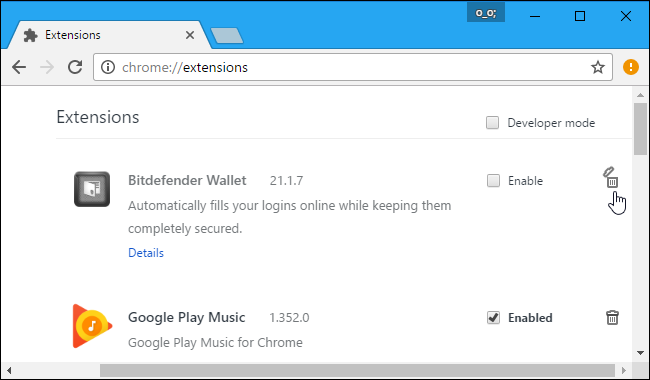 o_o;
Extensions
chrome://extensions
Extensions
Developer mode
Bitdefender Wallet 21.1.7 Enable
Automatically fills your logins online while keeping them
completely secured.
Details
Google Play Music 1.352.0 Enabled
Google Play Music for Chrome